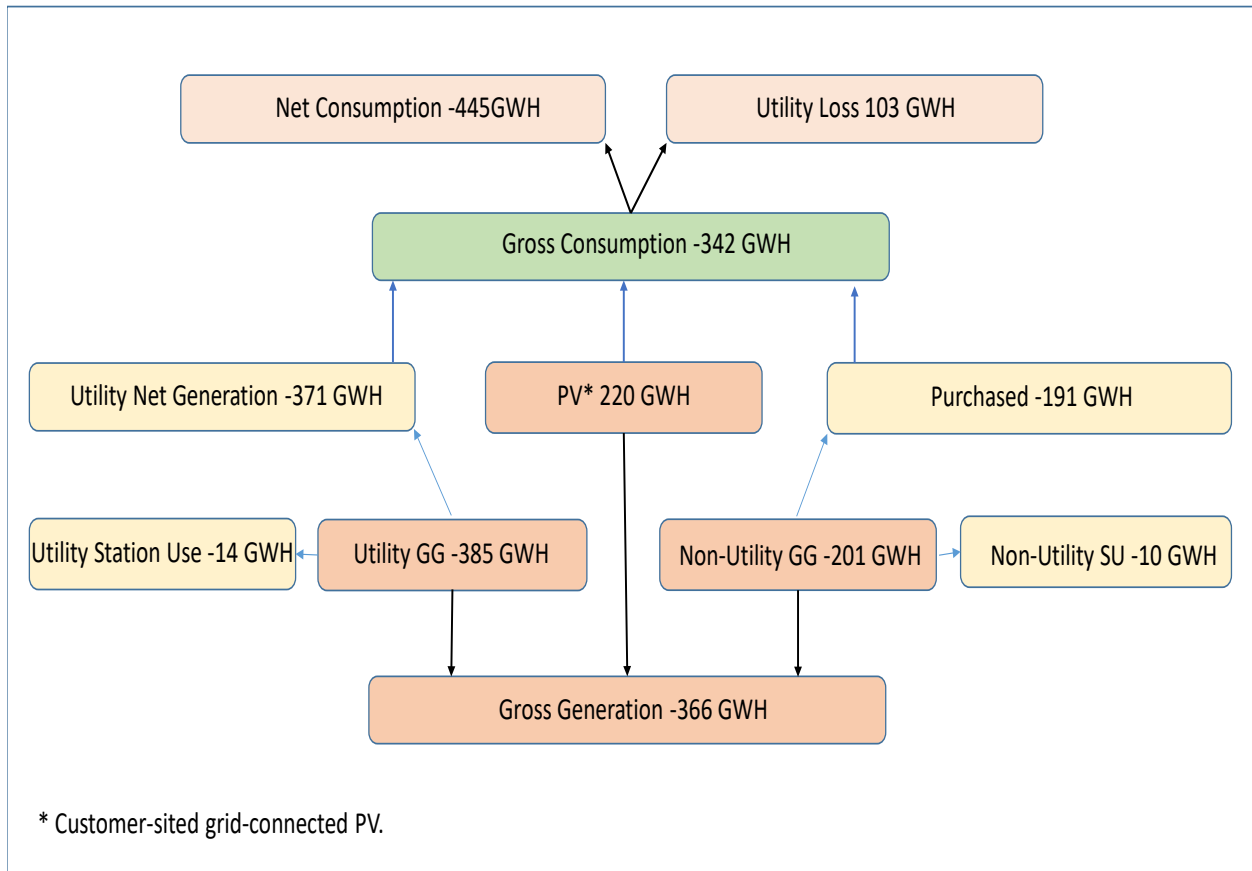 Net Consumption -445GWH
Utility Loss 103 GWH
Gross Consumption -342 GWH
Utility Net Generation -371 GWH
PV* 220 GWH
Purchased -191 GWH
Utility Station Use -14 GWH
Utility GG -385 GWH
Non-Utility GG -201 GWH
Non-Utility SU -10 GWH
Gross Generation -366 GWH
* Customer-sited grid-connected PV.